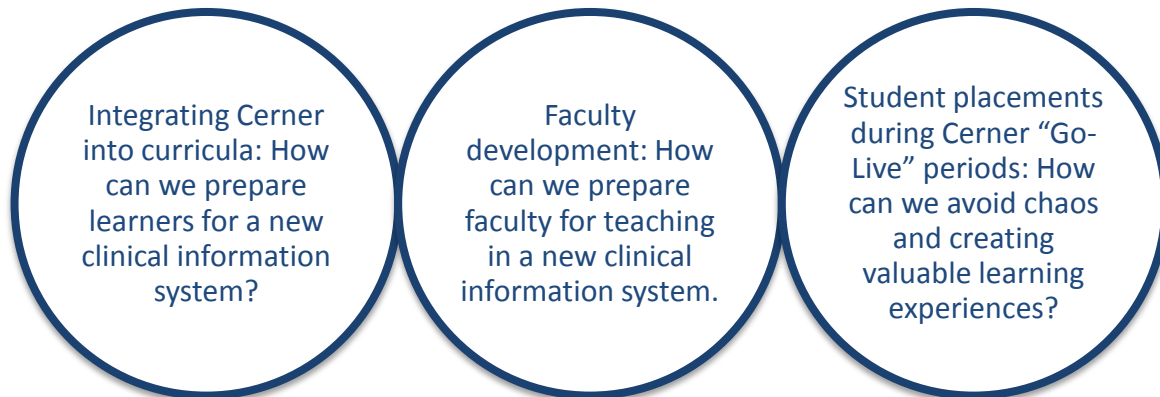 Integrating Cerner
into curricula: How
can we prepare
learners for a new
clinical information
system?
Faculty
development: How
can we prepare
faculty for teaching
in a new clinical
information system.
Student placements
during Cerner “Go-
Live” periods: How
can we avoid chaos
and creating
valuable learning
experiences?